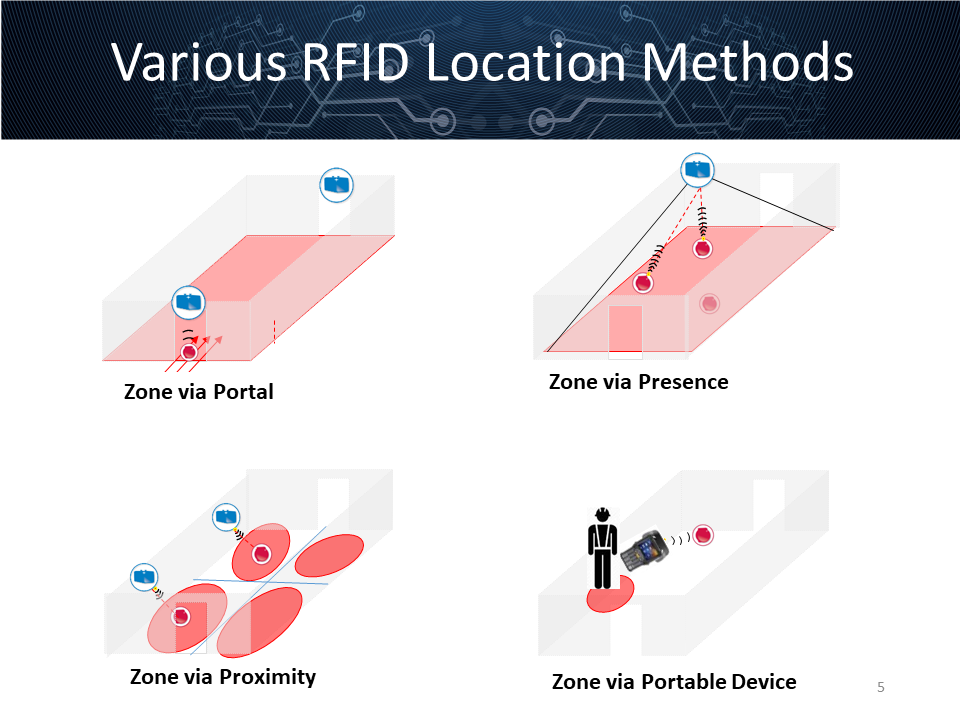 Various RFID Location Methods
Zone via Portal
Zone via Presence
Zone via Proximity
Zone via Portable Device
5